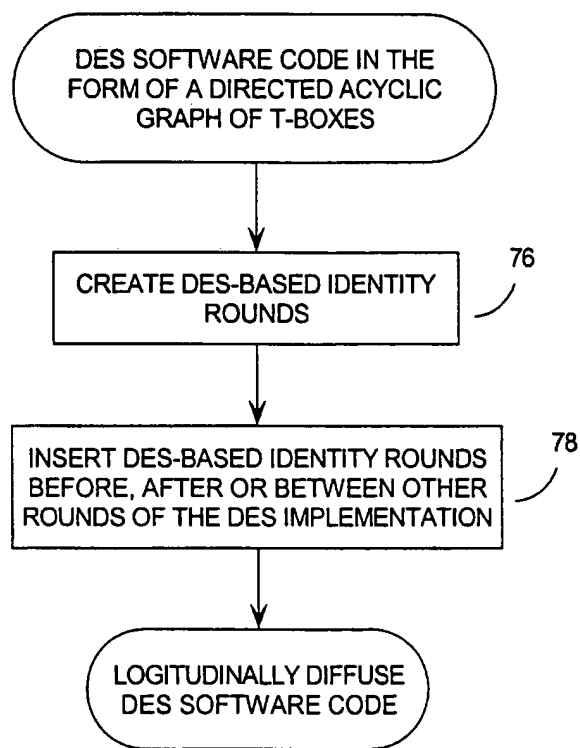 DES SOFTWARE CODE IN THE
FORM OF A DIRECTED ACYCLIC
GRAPH OF T-BOXES
76
CREATE DES-BASED IDENTITY
ROUNDS
78
INSERT DES-BASED IDENTITY ROUNDS
BEFORE, AFTER OR BETWEEN OTHER
ROUNDS OF THE DES IMPLEMENTATION
LOGITUDINALLY DIFFUSE
DES SOFTWARE CODE